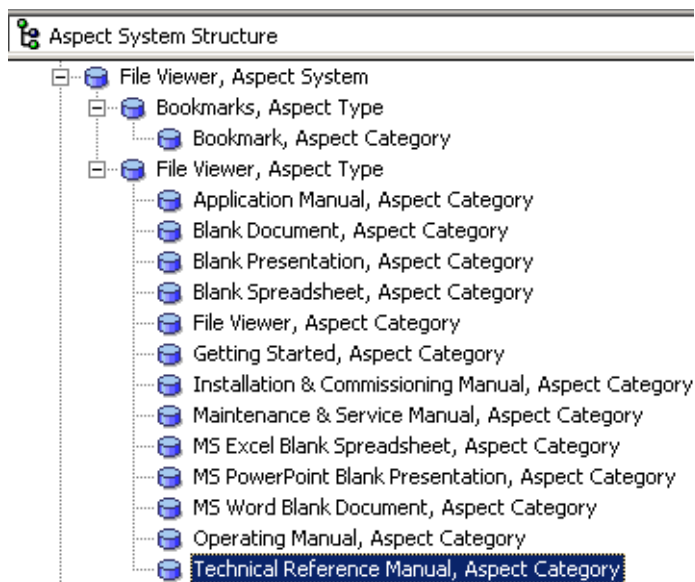 Aspect System Structure
File Viewer, Aspect System
Bookmarks, Aspect Type
Bookmark, Aspect Category
File Viewer, Aspect Type
Application Manual, Aspect Category
Blank Document, Aspect Category
Blank Presentation, Aspect Category
Blank Spreadsheet, Aspect Category
File Viewer, Aspect Category
Getting Started, Aspect Category
Installation & Commissioning Manual, Aspect Category
Maintenance & Service Manual, Aspect Category
MS Excel Blank Spreadsheet, Aspect Category
MS PowerPoint Blank Presentation, Aspect Category
MS Word Blank Document, Aspect Category
Operating Manual, Aspect Category
Technical Reference Manual, Aspect Category